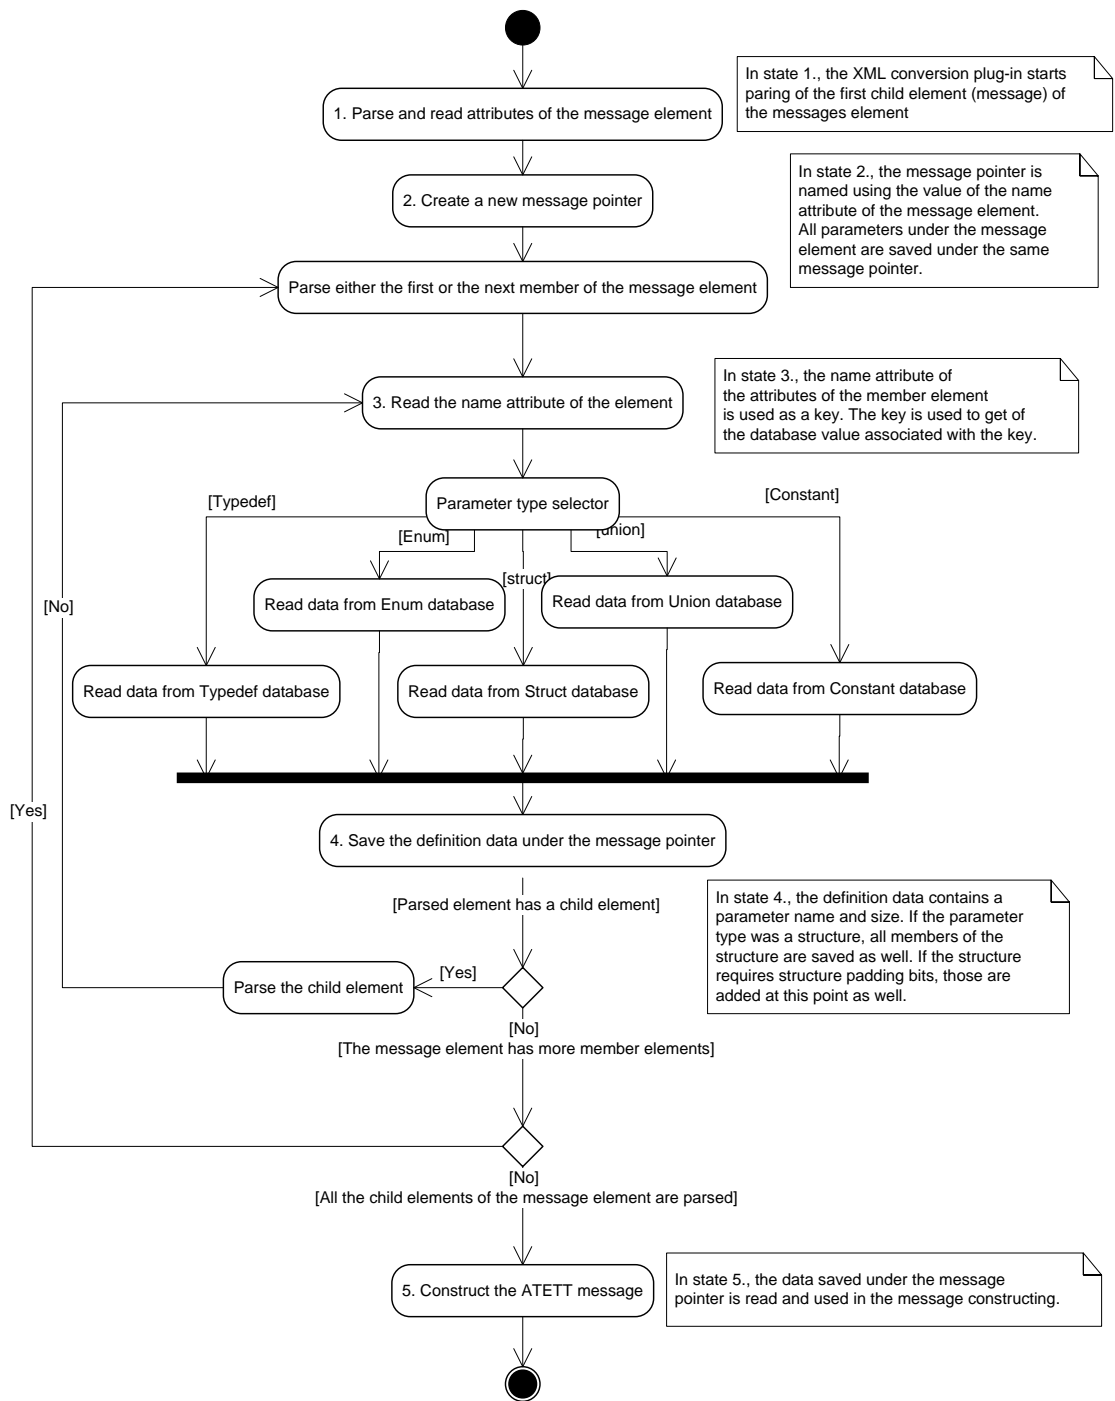 In state 1., the XML conversion plug-in starts
paring of the first child element (message) of
the messages element
1. Parse and read attributes of the message element
In state 2., the message pointer is
named using the value of the name
attribute of the message element.
All parameters under the message
element are saved under the same
message pointer.
2. Create a new message pointer
Parse either the first or the next member of the message element
In state 3., the name attribute of
the attributes of the member element
is used as a key. The key is used to get of
the database value associated with the key.
3. Read the name attribute of the element
Parameter type selector
[Typedef]
[Constant]
[Enum]
[union]
[struct]
[No]
Read data from Enum database
Read data from Union database
Read data from Typedef database
Read data from Struct database
Read data from Constant database
[Yes]
4. Save the definition data under the message pointer
[Parsed element has a child element]
In state 4., the definition data contains a
parameter name and size. If the parameter
type was a structure, all members of the
structure are saved as well. If the structure
requires structure padding bits, those are
added at this point as well.
[Yes]
Parse the child element
[No]
[The message element has more member elements]
[No]
[All the child elements of the message element are parsed]
5. Construct the ATETT message
In state 5., the data saved under the message
pointer is read and used in the message constructing.